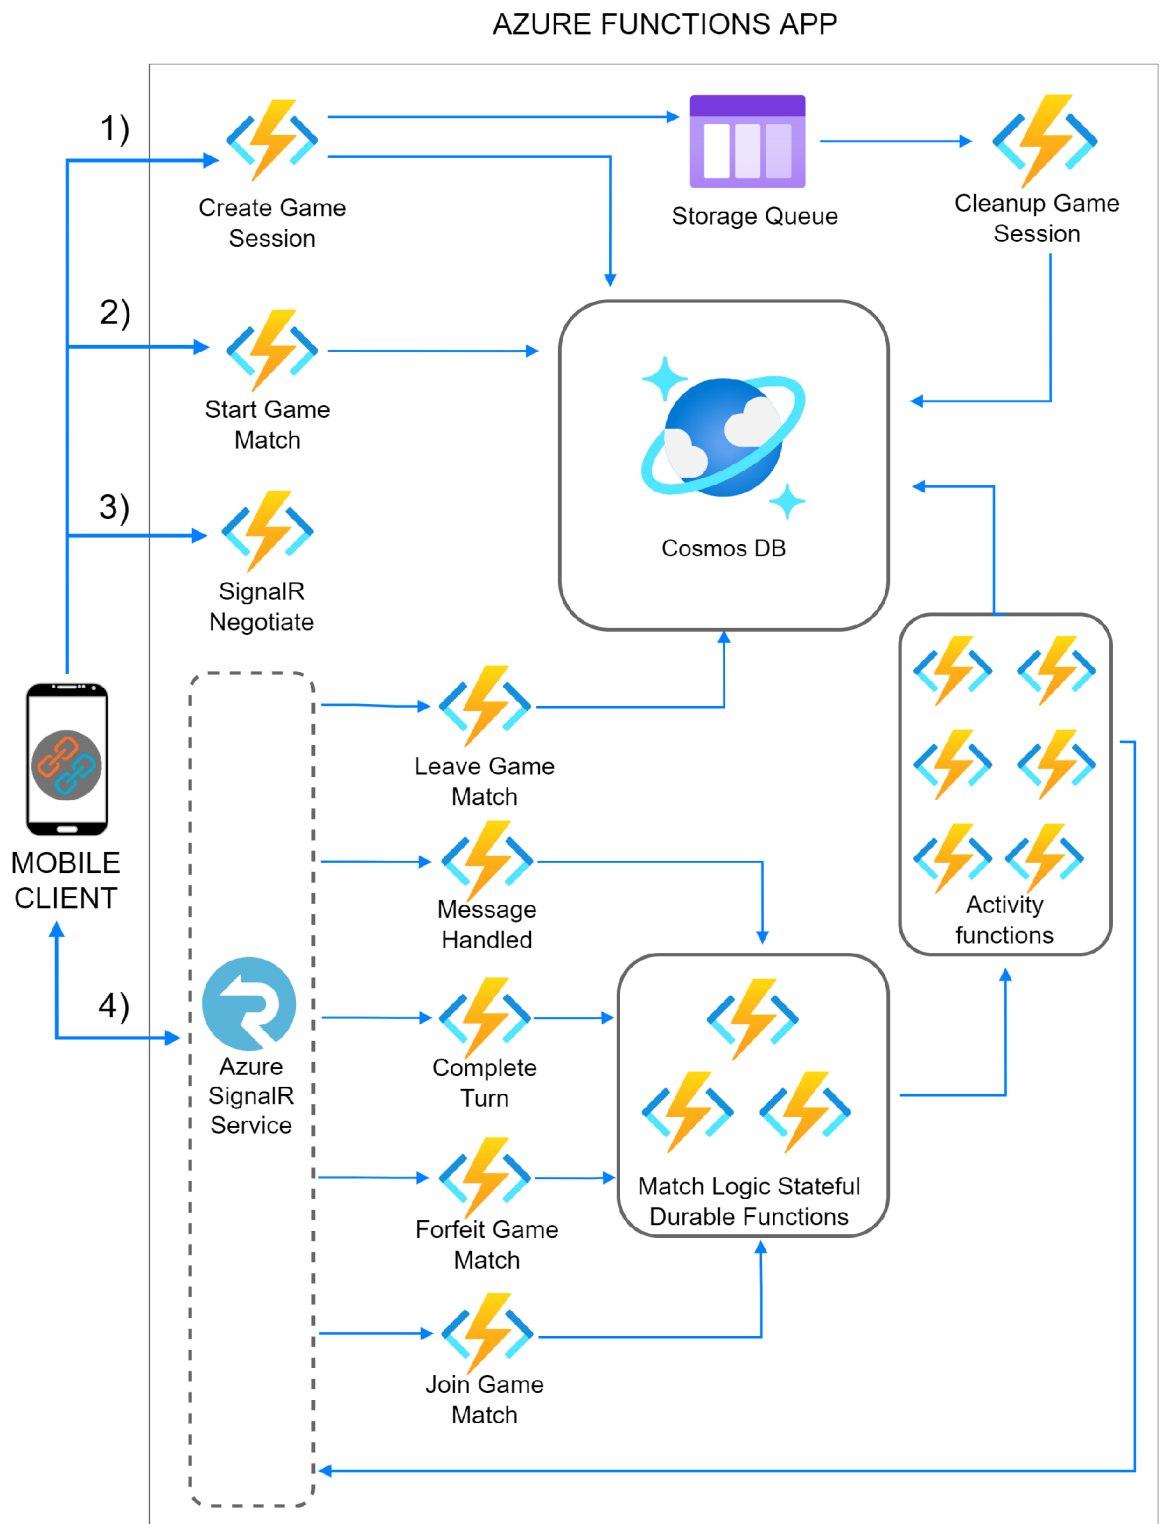 AZURE FUNCTIONS APP
1)
Create Game
Session
Storage Queue
Cleanup Game
Session
2)
Start Game
Match
3)
SignalR
Negotiate
Cosmos DB
MOBILE
CLIENT
4)
Azure
SignalR
Service
Leave Game
Match
Message
Handled
Complete
Turn
Forfeit Game
Match
Join Game
Match
Match Logic Stateful
Durable Functions
Activity
functions